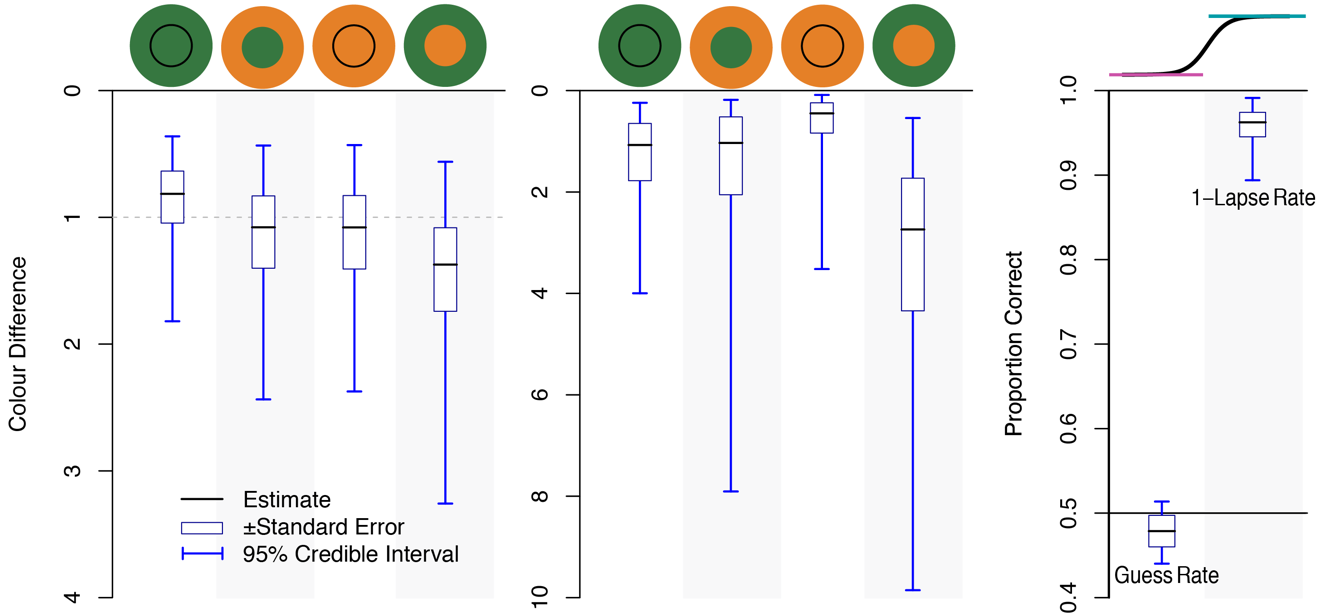 0
1
2
3
4
Colour Difference
Estimate
±Standard Error
95% Credible Interval
0
2
4
6
8
10
1.0
0.9
0.8
0.7
0.6
0.5
0.4
Proportion Correct
1−Lapse Rate
Guess Rate